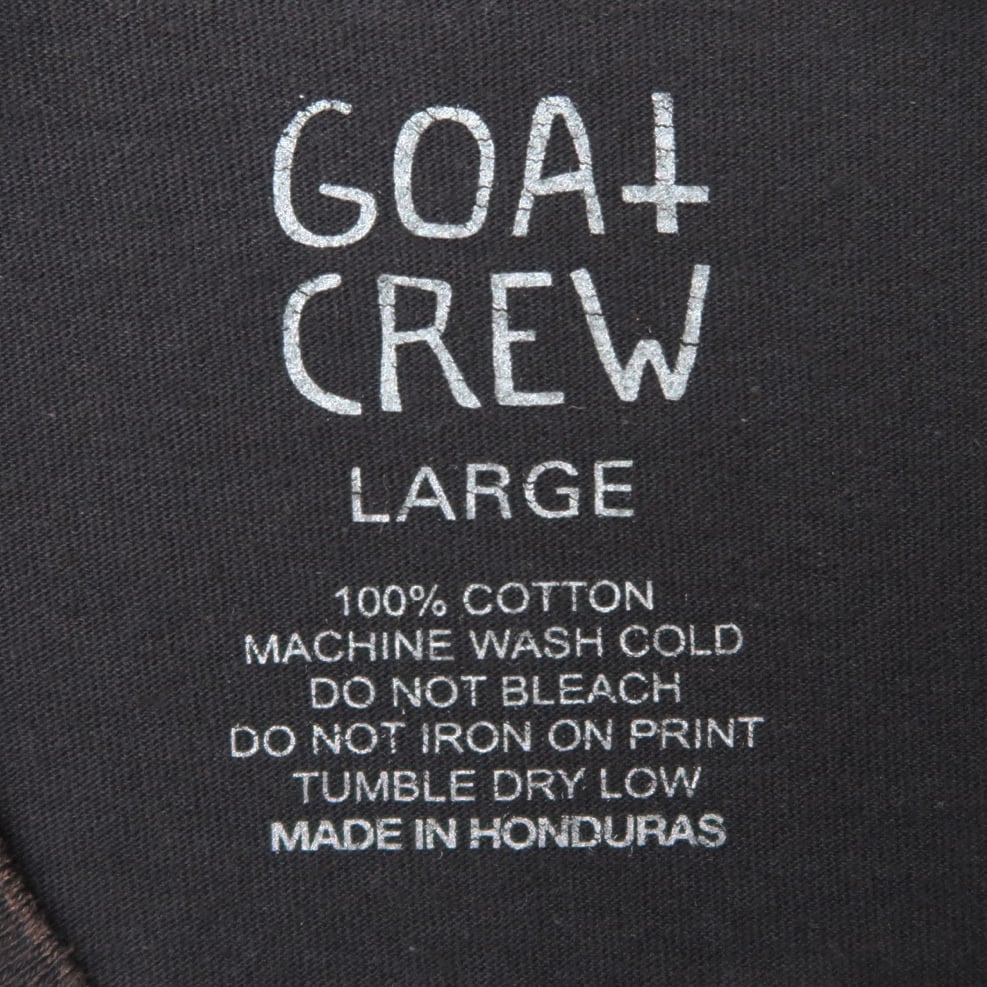 GOAT
CREW
LARGE
100% COTTON
MACHINE WASH COLD
DO NOT BLEACH
DO NOT IRON ON PRINT
TUMBLE DRY LOW
MADE IN HONDURAS